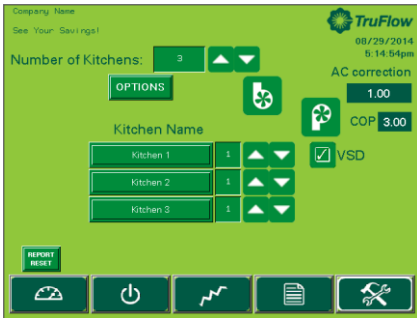 Company Name
See Your Savings!
TruFlow
08/29/2014
5:14:54pm
Number of Kitchens: 3
AC correction
1.00
OPTIONS
COP 3.00
Kitchen Name
VSD
Kitchen 1 1
Kitchen 2 1
Kitchen 3 1
REPORT
RESET